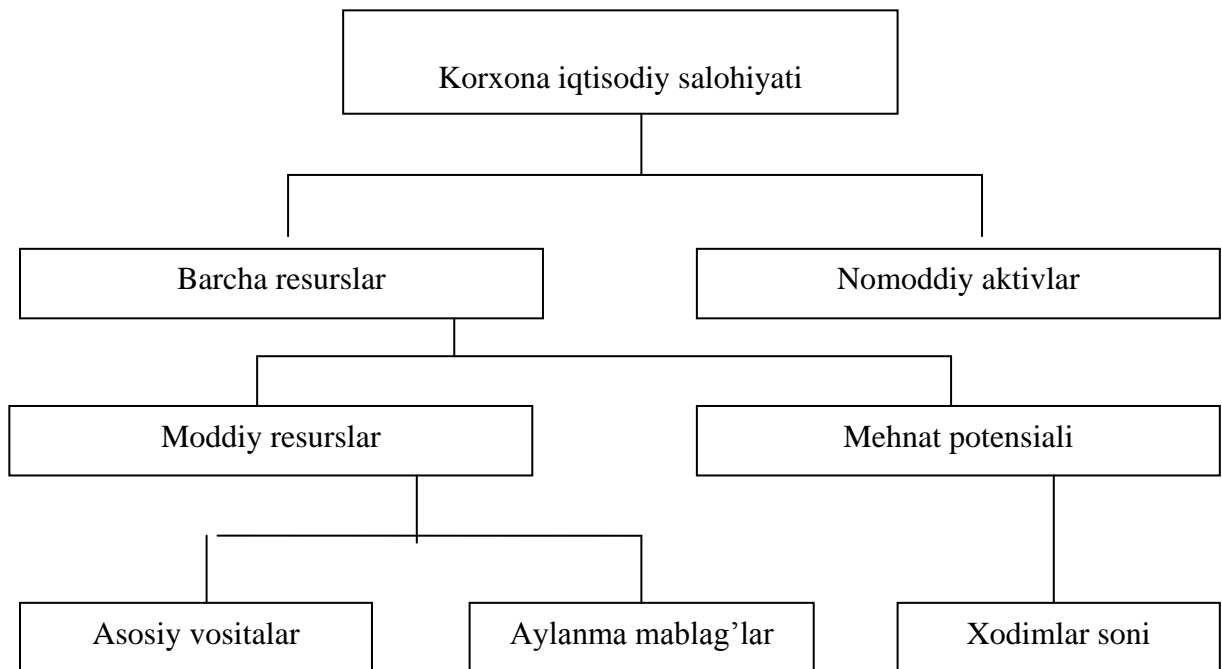 Korxona iqtisodiy salohiyati
Barcha resurslar
Nomoddiy aktivlar
Moddiy resurslar
Mehnat potensiali
Asosiy vositalar
Aylanma mablag’lar
Xodimlar soni